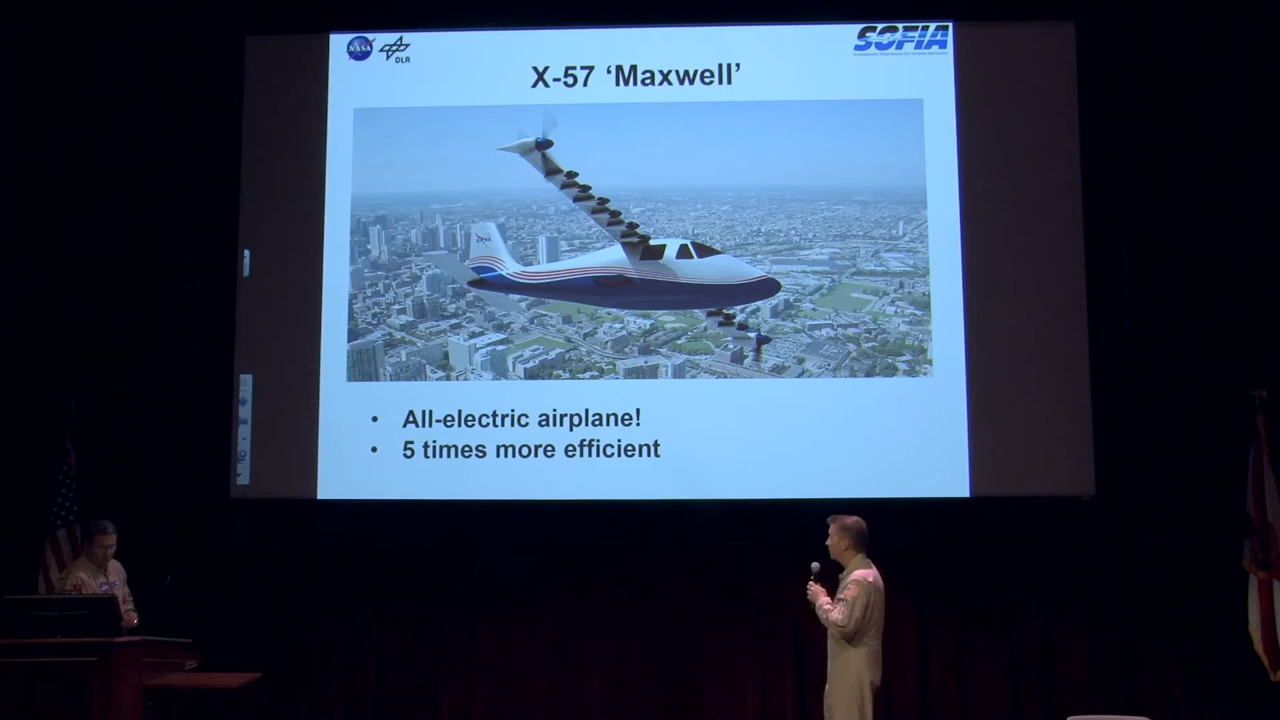 NASA
DLR
SOFIA
X-57 ‘Maxwell’
• All-electric airplane!
• 5 times more efficient